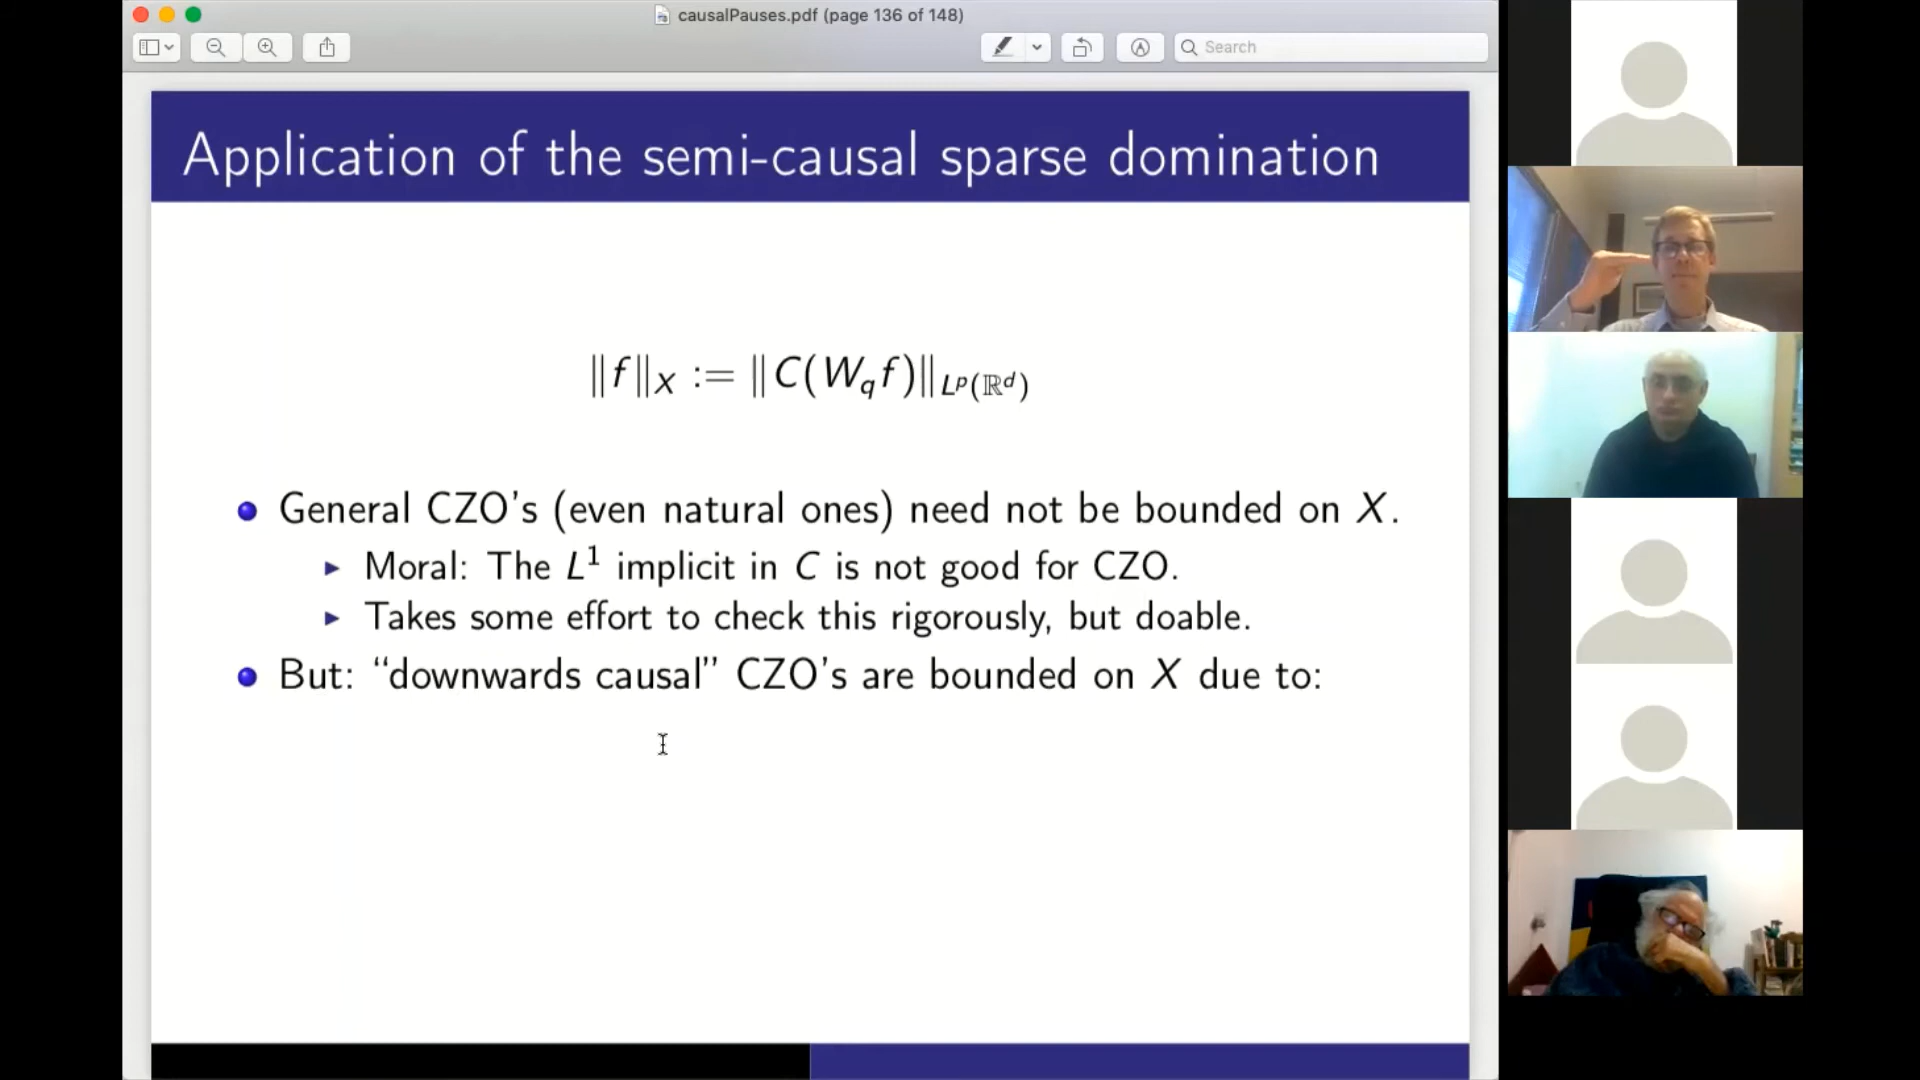 causalPauses.pdf (page 136 of 148)
Search
Application of the semi-causal sparse domination
‖f‖_X := ‖C(W_q f)‖_{L^p(ℝ^d)}
General CZO's (even natural ones) need not be bounded on X.
Moral: The L¹ implicit in C is not good for CZO.
Takes some effort to check this rigorously, but doable.
But: “downwards causal” CZO's are bounded on X due to: